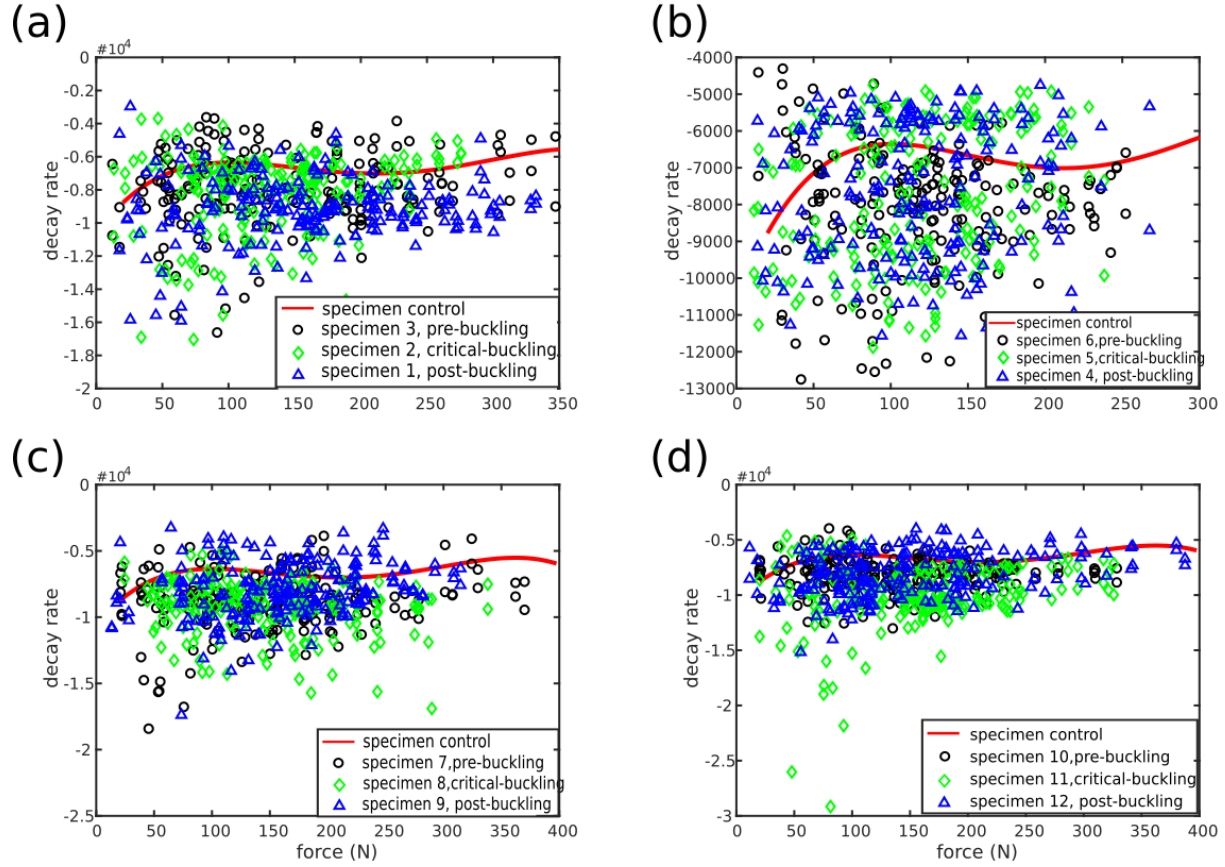 (a)
#10⁴
0
-0.2
-0.4
-0.6
-0.8
-1
-1.2
-1.4
-1.6
-1.8
-2
decay rate
0 50 100 150 200 250 300 350
specimen control
specimen 3, pre-buckling
specimen 2, critical-buckling
specimen 1, post-buckling
(b)
-4000
-5000
-6000
-7000
-8000
-9000
-10000
-11000
-12000
-13000
decay rate
0 50 100 150 200 250 300
specimen control
specimen 6,pre-buckling
specimen 5,critical-buckling
specimen 4, post-buckling
(c)
#10⁴
0
-0.5
-1
-1.5
-2
-2.5
decay rate
0 50 100 150 200 250 300 350 400
force (N)
specimen control
specimen 7,pre-buckling
specimen 8,critical-buckling
specimen 9, post-buckling
(d)
#10⁴
0
-0.5
-1
-1.5
-2
-2.5
-3
decay rate
0 50 100 150 200 250 300 350 400
force (N)
specimen control
specimen 10,pre-buckling
specimen 11,critical-buckling
specimen 12, post-buckling